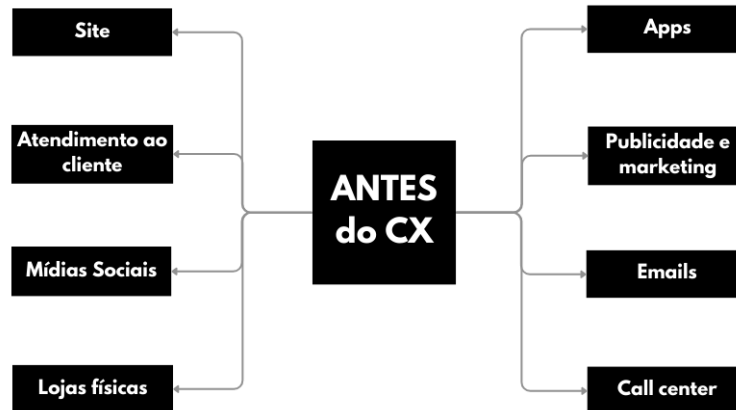 Site
Atendimento ao
cliente
Mídias Sociais
Lojas físicas
ANTES
do CX
Apps
Publicidade e
marketing
Emails
Call center